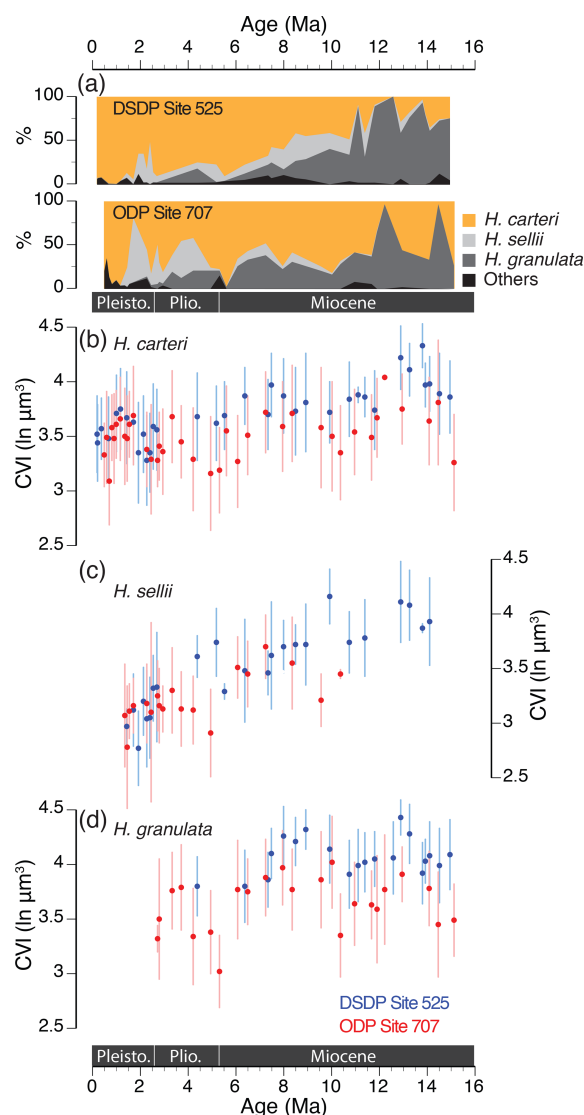 Age (Ma)
0 2 4 6 8 10 12 14 16
(a)
100
50
0
%
DSDP Site 525
100
50
0
%
ODP Site 707
H. carteri
H. sellii
H. granulata
Others
Pleisto. Plio. Miocene
4.5
4
3.5
3
2.5
CVI (ln μm³)
(b)
H. carteri
(c)
H. sellii
4.5
4
3.5
3
2.5
CVI (ln μm³)
4.5
4
3.5
3
2.5
CVI (ln μm³)
(d)
H. granulata
DSDP Site 525
ODP Site 707
Pleisto. Plio. Miocene
0 2 4 6 8 10 12 14 16
Age (Ma)